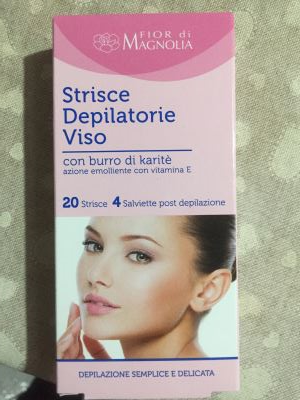 FIOR di
MAGNOLIA
Strisce
Depilatorie
Viso
con burro di karitè
azione emolliente con vitamina E
20 Strisce 4 Salviette post depilazione
DEPILAZIONE SEMPLICE E DELICATA